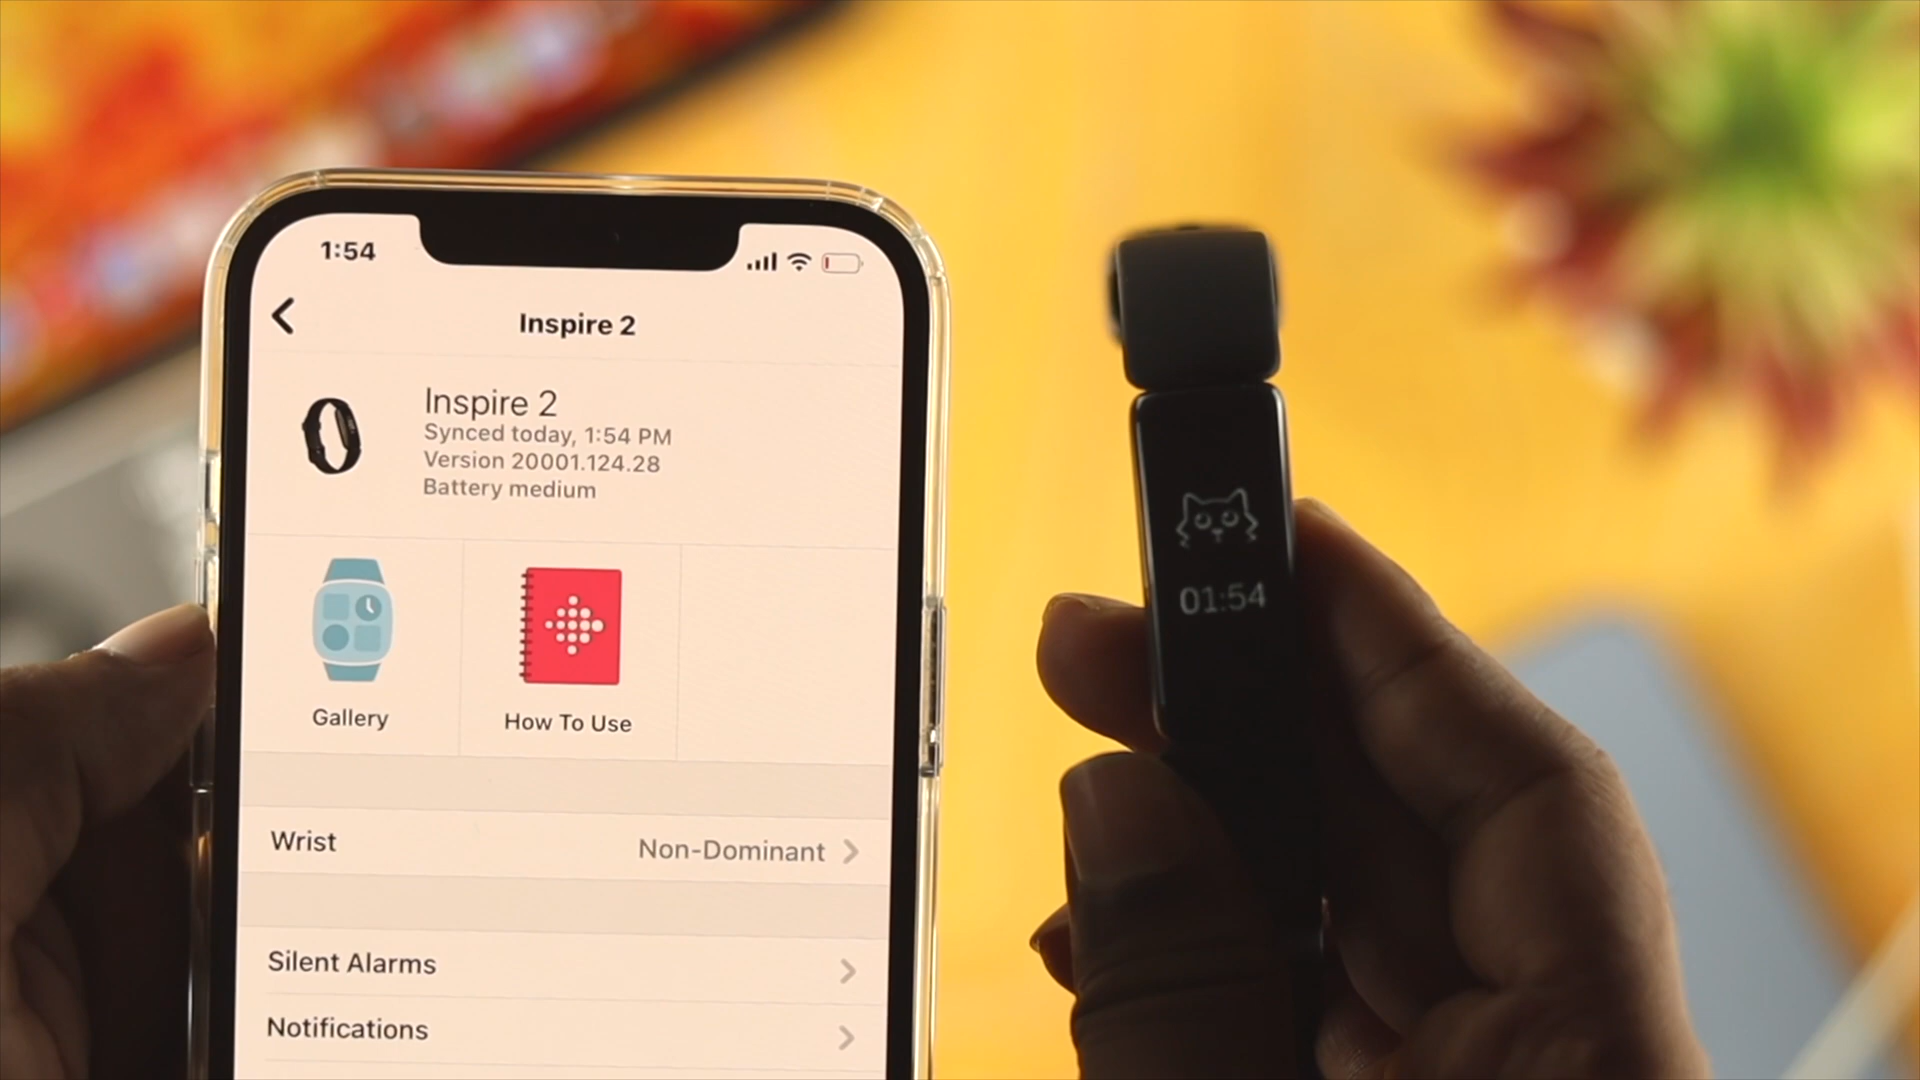 1:54
Inspire 2
Inspire 2
Synced today, 1:54 PM
Version 20001.124.28
Battery medium
Gallery
How To Use
Wrist
Non-Dominant
Silent Alarms
Notifications
01:54